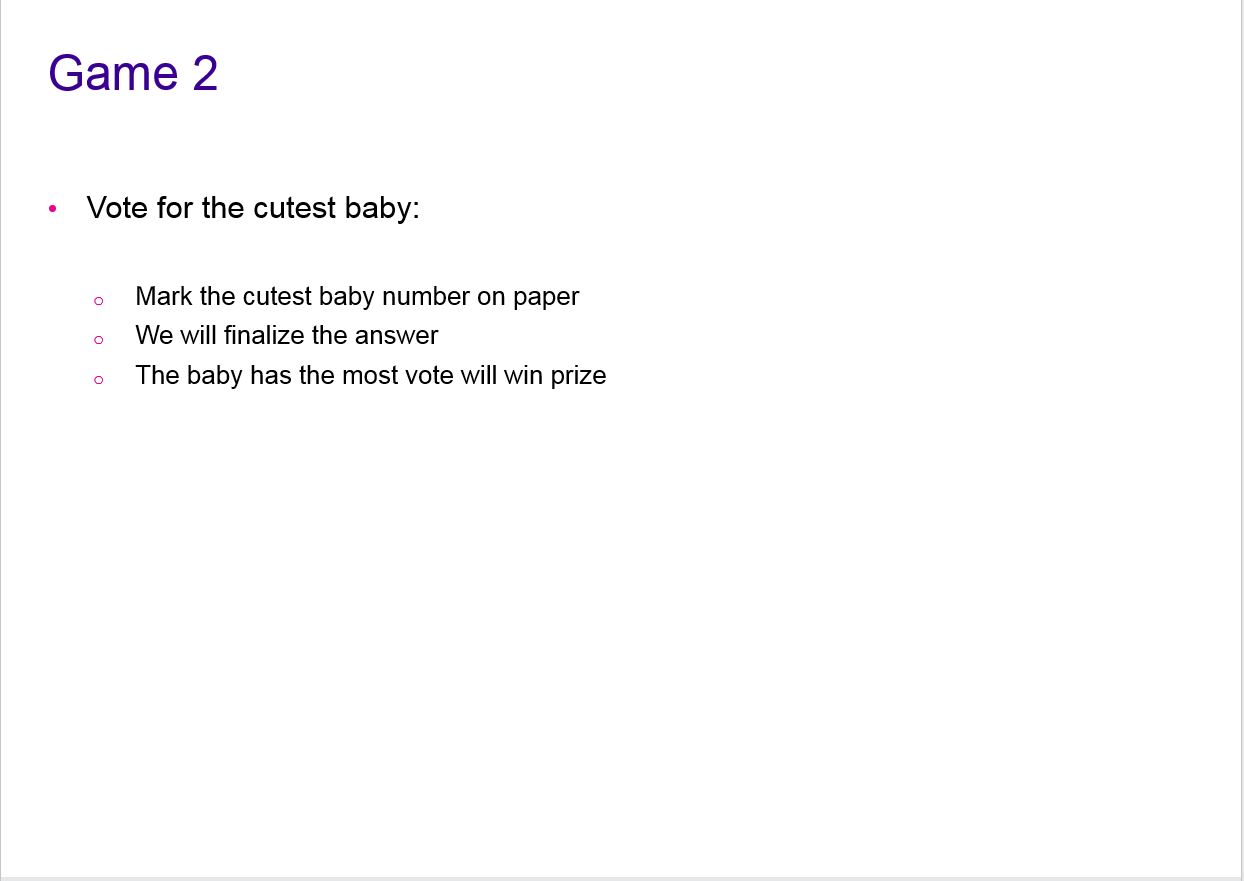 Game 2
• Vote for the cutest baby:
○ Mark the cutest baby number on paper
○ We will finalize the answer
○ The baby has the most vote will win prize